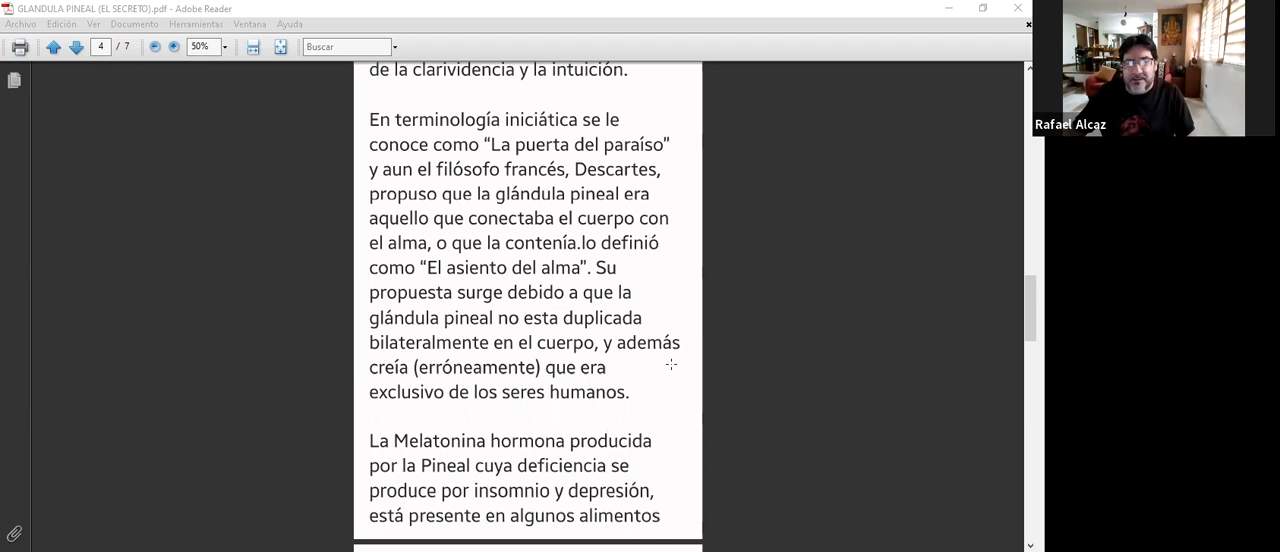 GLANDULA PINEAL (EL SECRETO).pdf - Adobe Reader
Archivo Edición Ver Documento Herramientas Ventana Ayuda
4 / 7 50% Buscar
de la clarividencia y la intuición.
En terminología iniciática se le
conoce como “La puerta del paraíso”
y aun el filósofo francés, Descartes,
propuso que la glándula pineal era
aquello que conectaba el cuerpo con
el alma, o que la contenía.lo definió
como “El asiento del alma”. Su
propuesta surge debido a que la
glándula pineal no esta duplicada
bilateralmente en el cuerpo, y además
creía (erróneamente) que era
exclusivo de los seres humanos.
La Melatonina hormona producida
por la Pineal cuya deficiencia se
produce por insomnio y depresión,
está presente en algunos alimentos
Rafael Alcaz